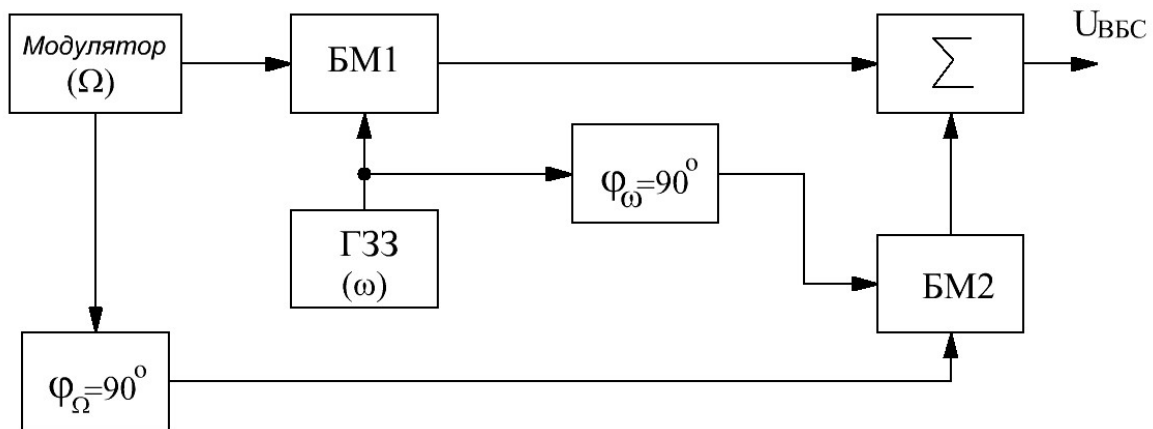 Модулятор
(Ω)
БМ1
Σ
UВБС
φω=90°
ГЗЗ
(ω)
БМ2
φΩ=90°